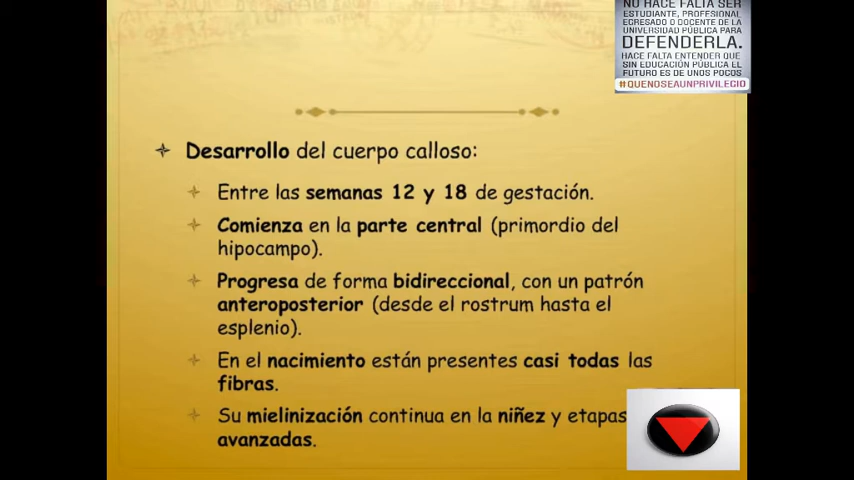 NO HACE FALTA SER
ESTUDIANTE, PROFESIONAL
EGRESADO O DOCENTE DE LA
UNIVERSIDAD PÚBLICA PARA
DEFENDERLA.
HACE FALTA ENTENDER QUE
SIN EDUCACIÓN PÚBLICA EL
FUTURO ES DE UNOS POCOS
#QUENOSEAUNPRIVILEGIO
Desarrollo del cuerpo calloso:
Entre las semanas 12 y 18 de gestación.
Comienza en la parte central (primordio del
hipocampo).
Progresa de forma bidireccional, con un patrón
anteroposterior (desde el rostrum hasta el
esplenio).
En el nacimiento están presentes casi todas las
fibras.
Su mielinización continua en la niñez y etapas
avanzadas.